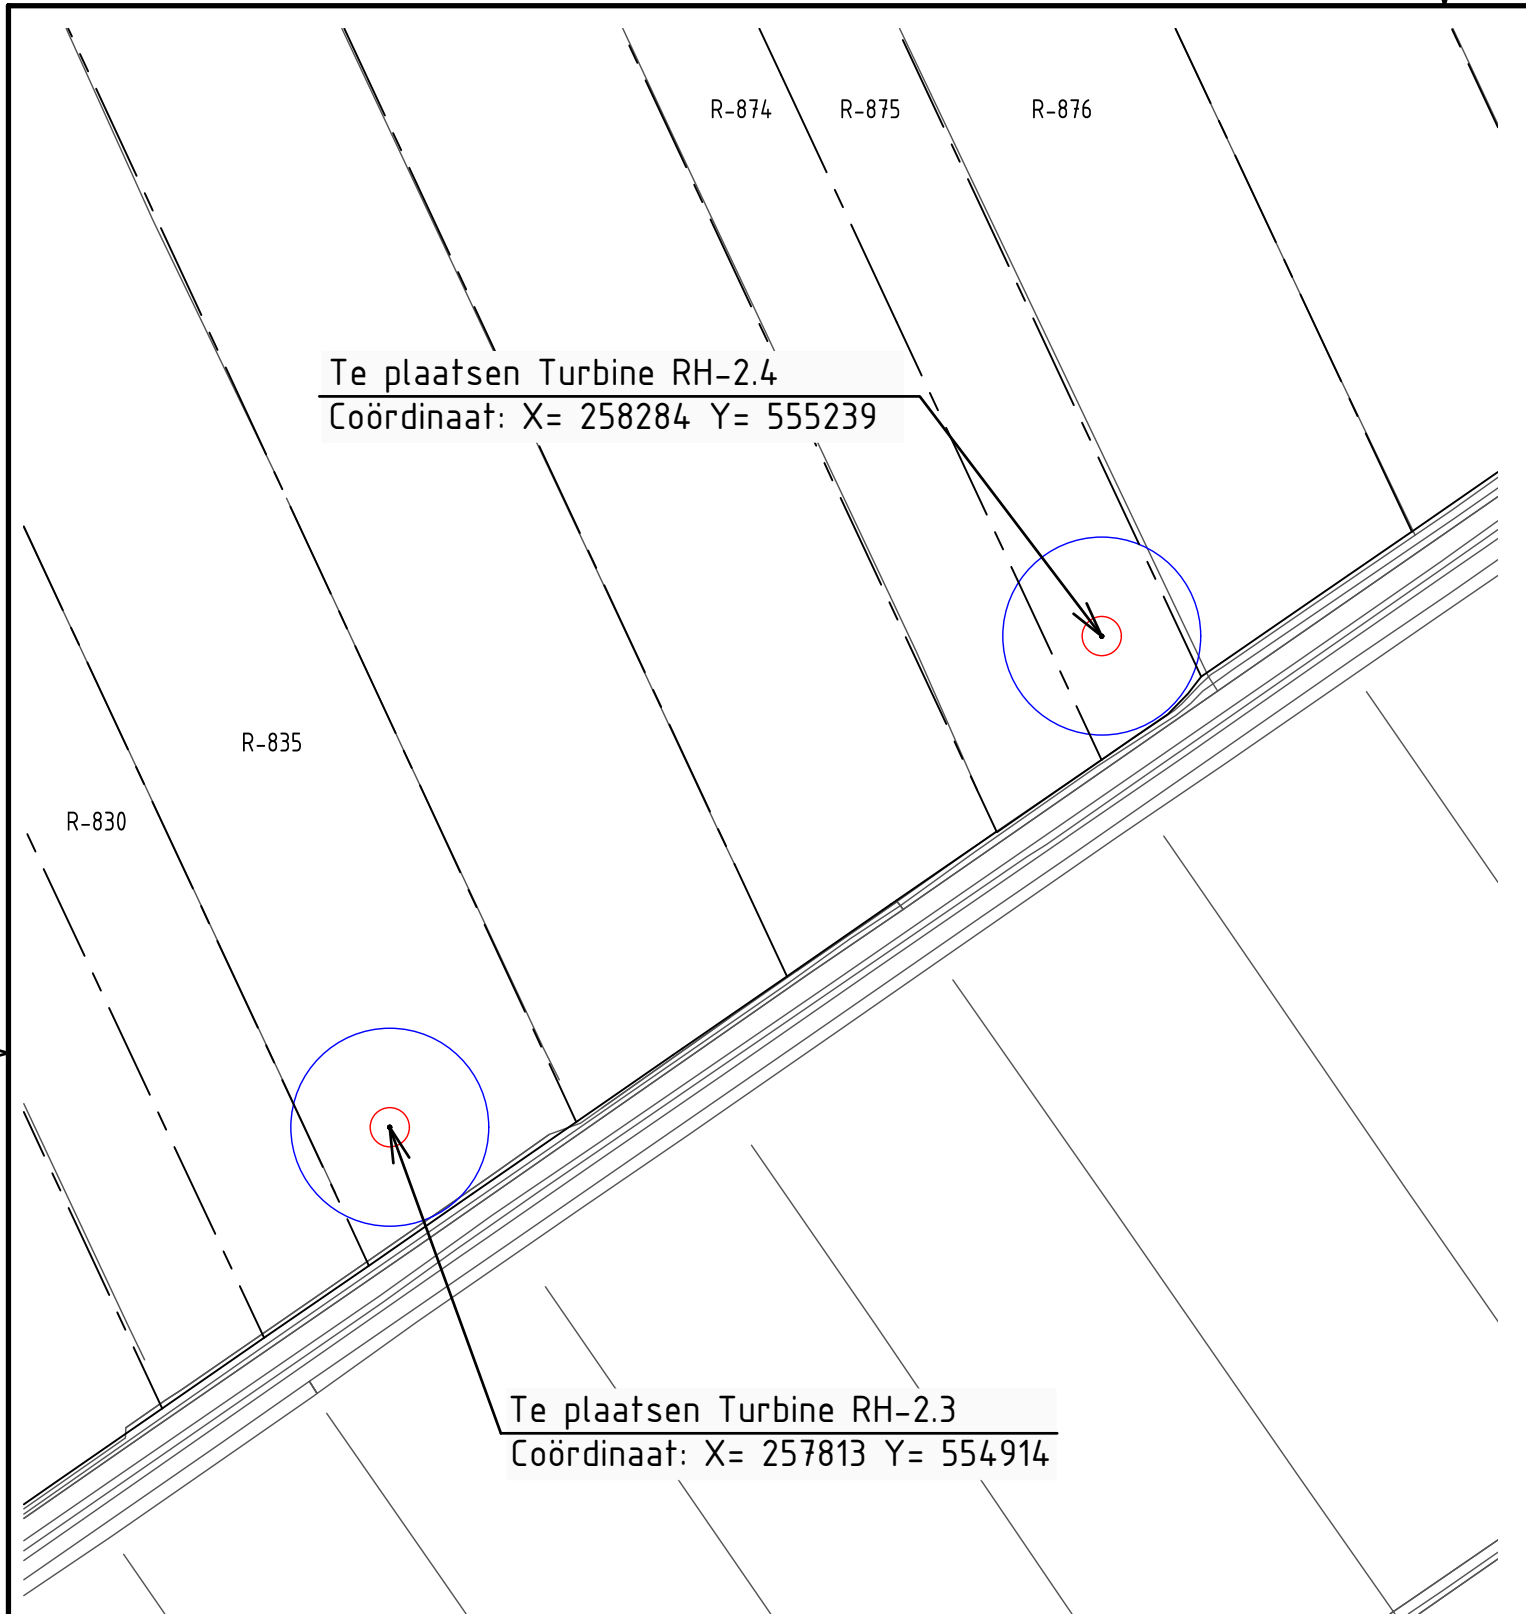 R-874
R-875
R-876
Te plaatsen Turbine RH-2.4
Coördinaat: X= 258284 Y= 555239
R-835
R-830
Te plaatsen Turbine RH-2.3
Coördinaat: X= 257813 Y= 554914